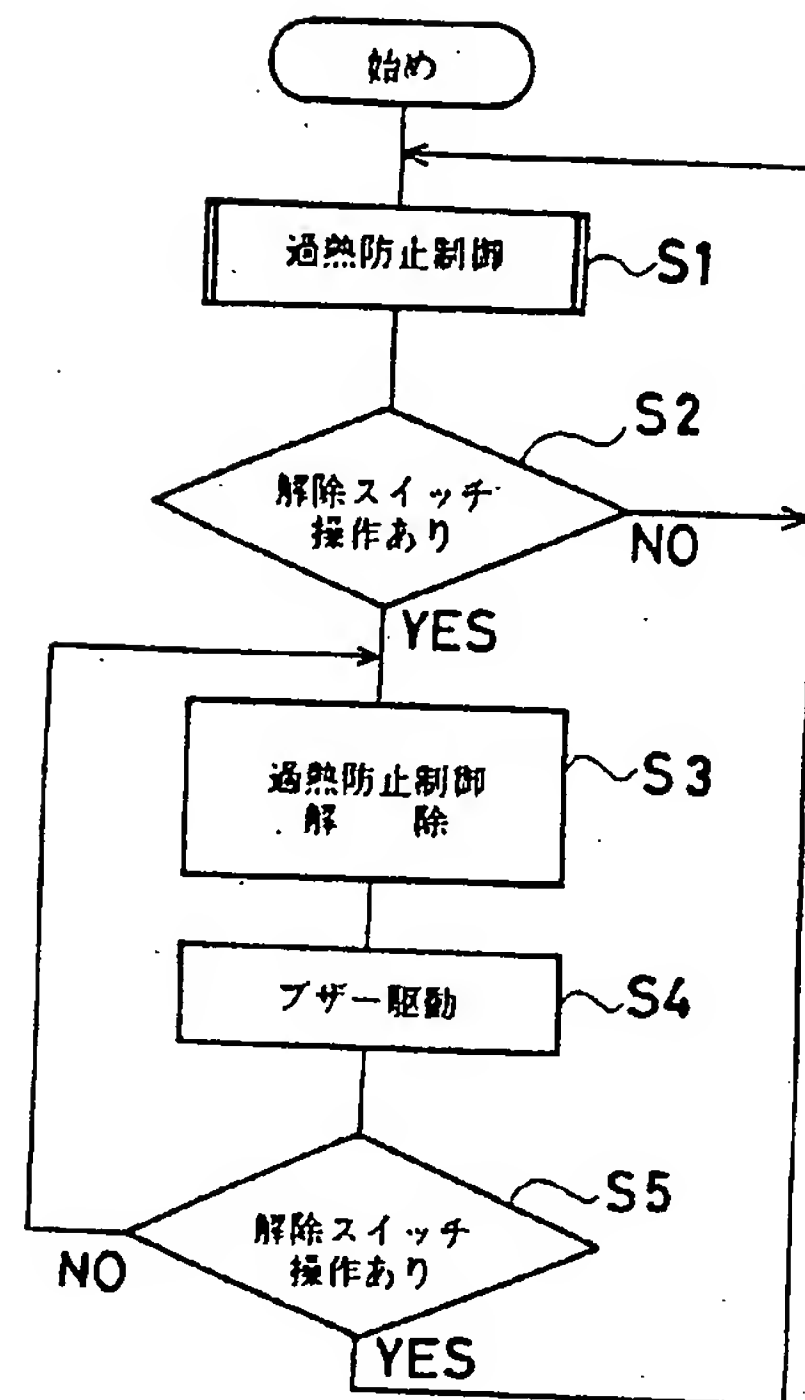 始め
過熱防止制御
S1
S2
解除スイッチ
操作あり
NO
YES
過熱防止制御
解　　除
S3
ブザー駆動
S4
S5
解除スイッチ
操作あり
NO
YES